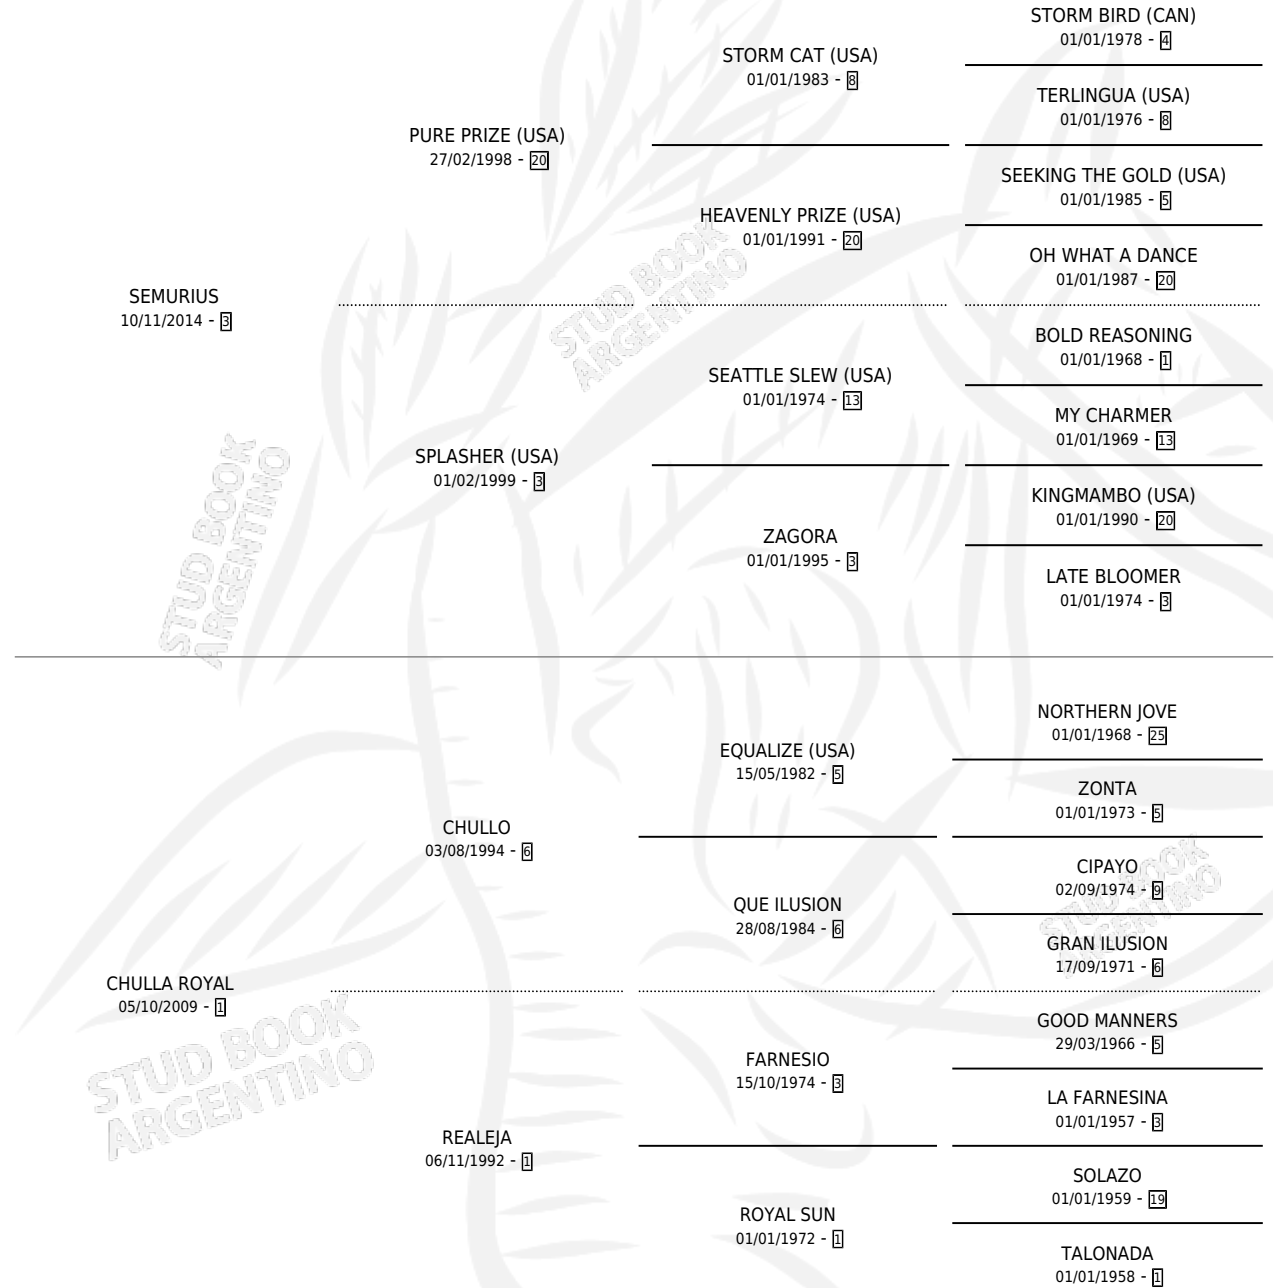 STORM BIRD (CAN)
01/01/1978 - 4
STORM CAT (USA)
01/01/1983 - 8
TERLINGUA (USA)
01/01/1976 - 8
PURE PRIZE (USA)
27/02/1998 - 20
SEEKING THE GOLD (USA)
01/01/1985 - 5
HEAVENLY PRIZE (USA)
01/01/1991 - 20
OH WHAT A DANCE
01/01/1987 - 20
SEMURIUS
10/11/2014 - 3
STUD BOOK
ARGENTINO
BOLD REASONING
01/01/1968 - 1
SEATTLE SLEW (USA)
01/01/1974 - 13
MY CHARMER
01/01/1969 - 13
SPLASHER (USA)
01/02/1999 - 3
KINGMAMBO (USA)
01/01/1990 - 20
ZAGORA
01/01/1995 - 3
LATE BLOOMER
01/01/1974 - 3
STUD BOOK
ARGENTINO
NORTHERN JOVE
01/01/1968 - 25
EQUALIZE (USA)
15/05/1982 - 5
ZONTA
01/01/1973 - 5
CHULLO
03/08/1994 - 6
CIPAYO
02/09/1974 - 9
QUE ILUSION
28/08/1984 - 6
GRAN ILUSION
17/09/1971 - 6
STUD BOOK
ARGENTINO
CHULLA ROYAL
05/10/2009 - 1
GOOD MANNERS
29/03/1966 - 5
FARNESIO
15/10/1974 - 3
LA FARNESINA
01/01/1957 - 3
STUD BOOK
ARGENTINO
REALEJA
06/11/1992 - 1
SOLAZO
01/01/1959 - 19
ROYAL SUN
01/01/1972 - 1
TALONADA
01/01/1958 - 1